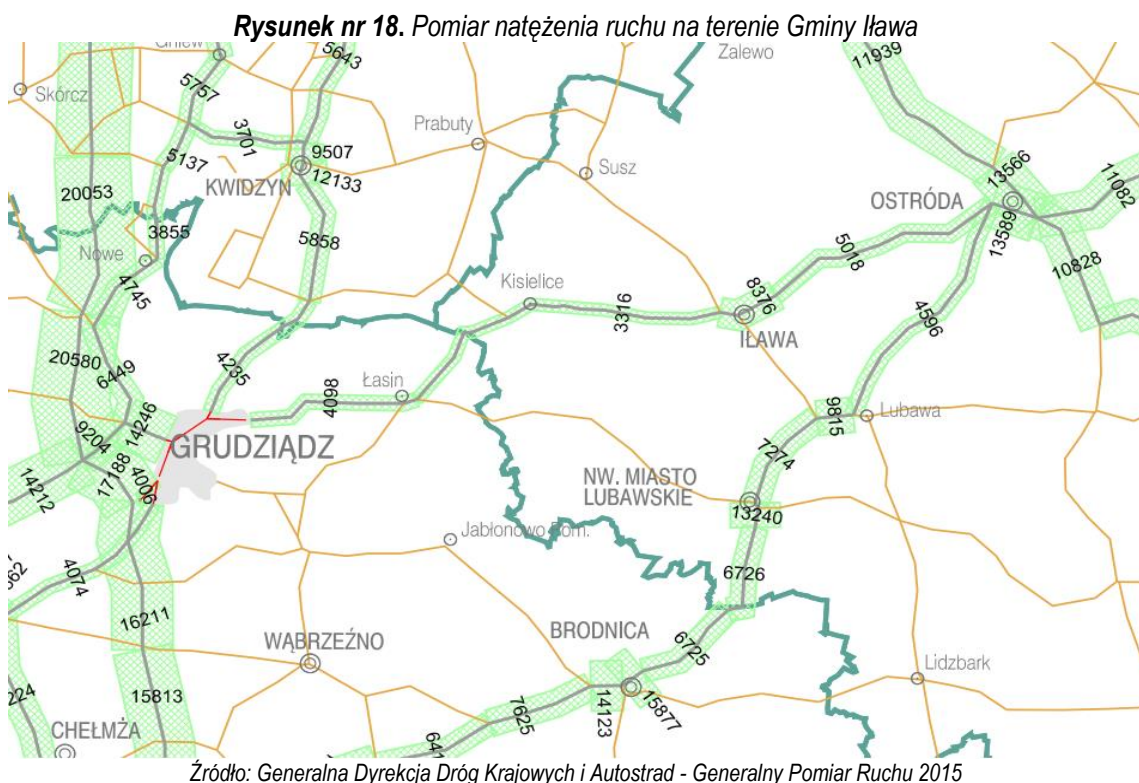 Rysunek nr 18. Pomiar natężenia ruchu na terenie Gminy Iława
Gniew
5643
Zalewo
11939
Skórcz
5757
3701
Prabuty
9507
12133
5137
KWIDZYN
Susz
13566
11082
20053
OSTRÓDA
13589
3855
Nowe
5858
5018
10828
4745
Kisielice
8376
3316
IŁAWA
4596
20580
6449
4235
Łasin
4098
9815
Lubawa
14246
9204
GRUDZIĄDZ
17188
4006
14212
7274
NW. MIASTO
LUBAWSKIE
13240
Jabłonowo Pom.
4074
6726
16211
BRODNICA
WĄBRZEŹNO
6725
Lidzbark
15813
7625
14123
15877
224
CHEŁMŻA
641
Źródło: Generalna Dyrekcja Dróg Krajowych i Autostrad - Generalny Pomiar Ruchu 2015